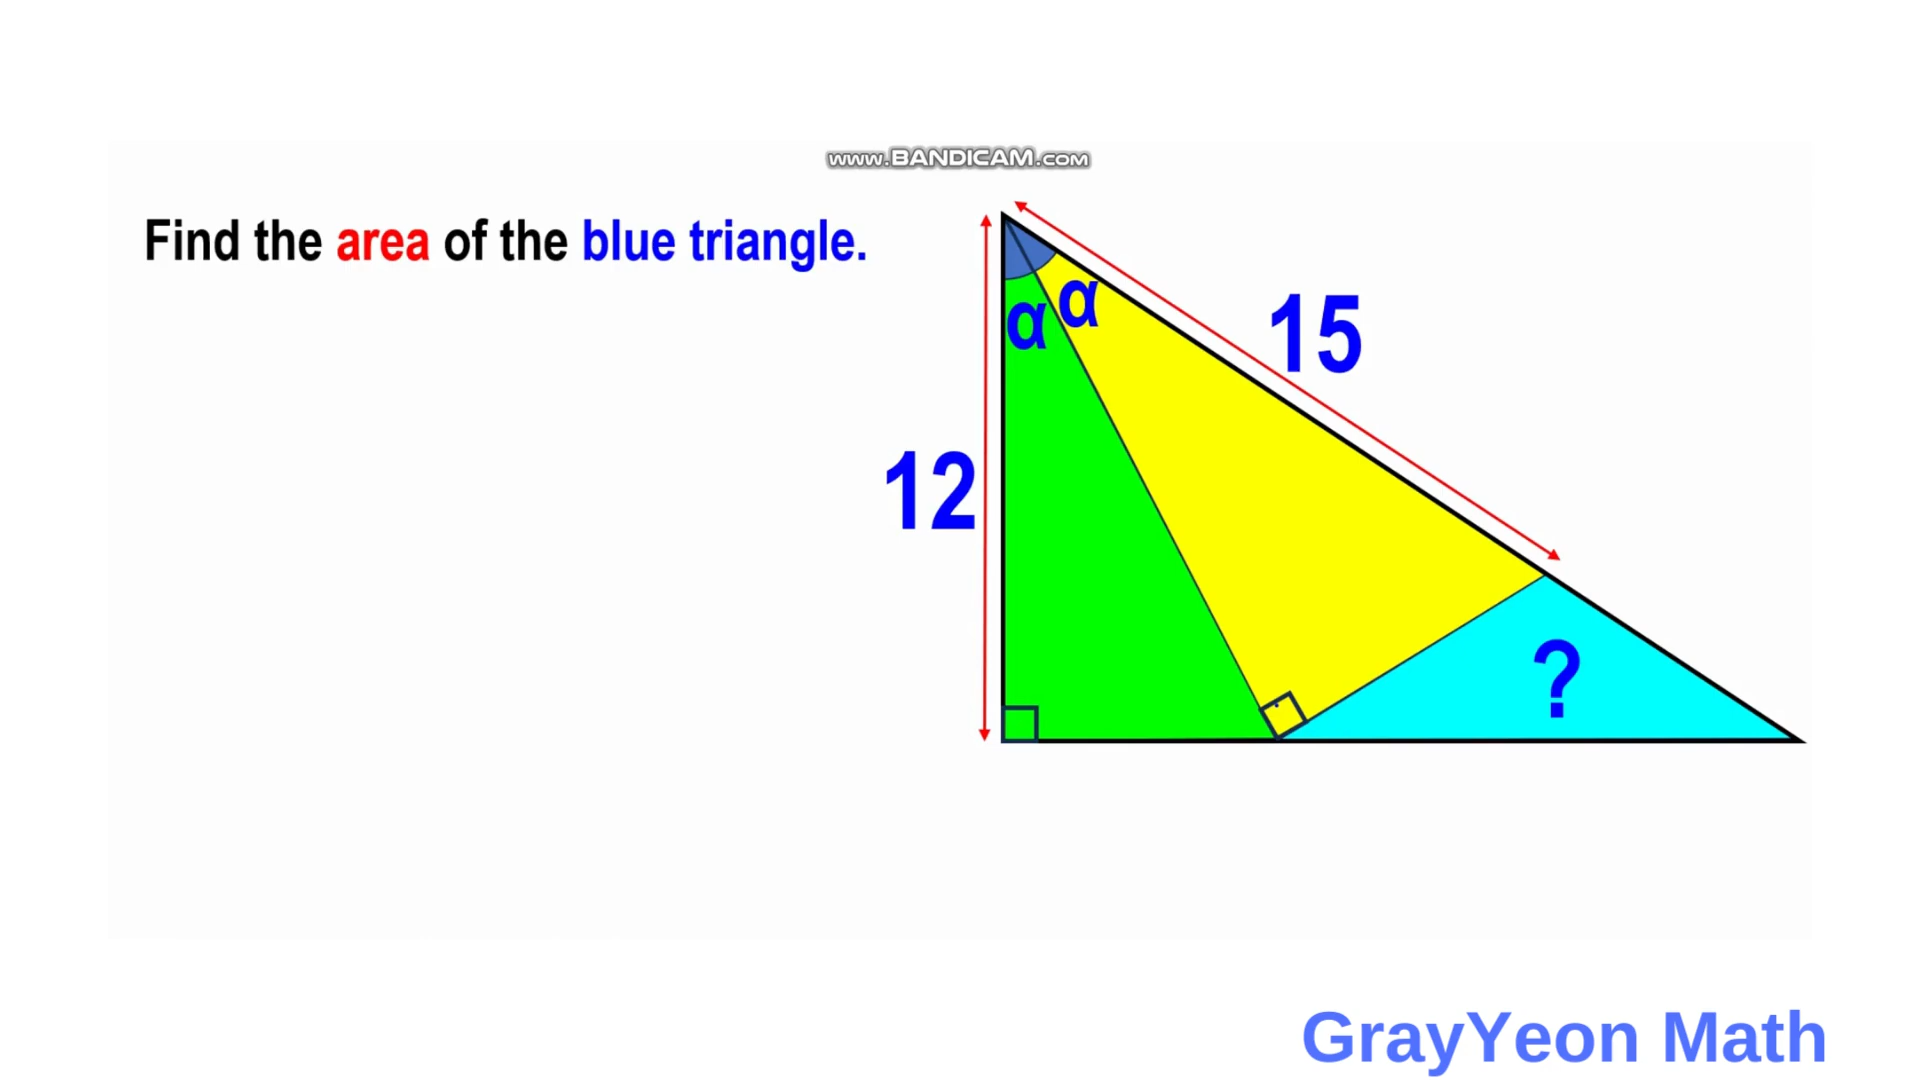 www.BANDICAM.com
Find the area of the blue triangle.
15
α
α
12
?
GrayYeon Math